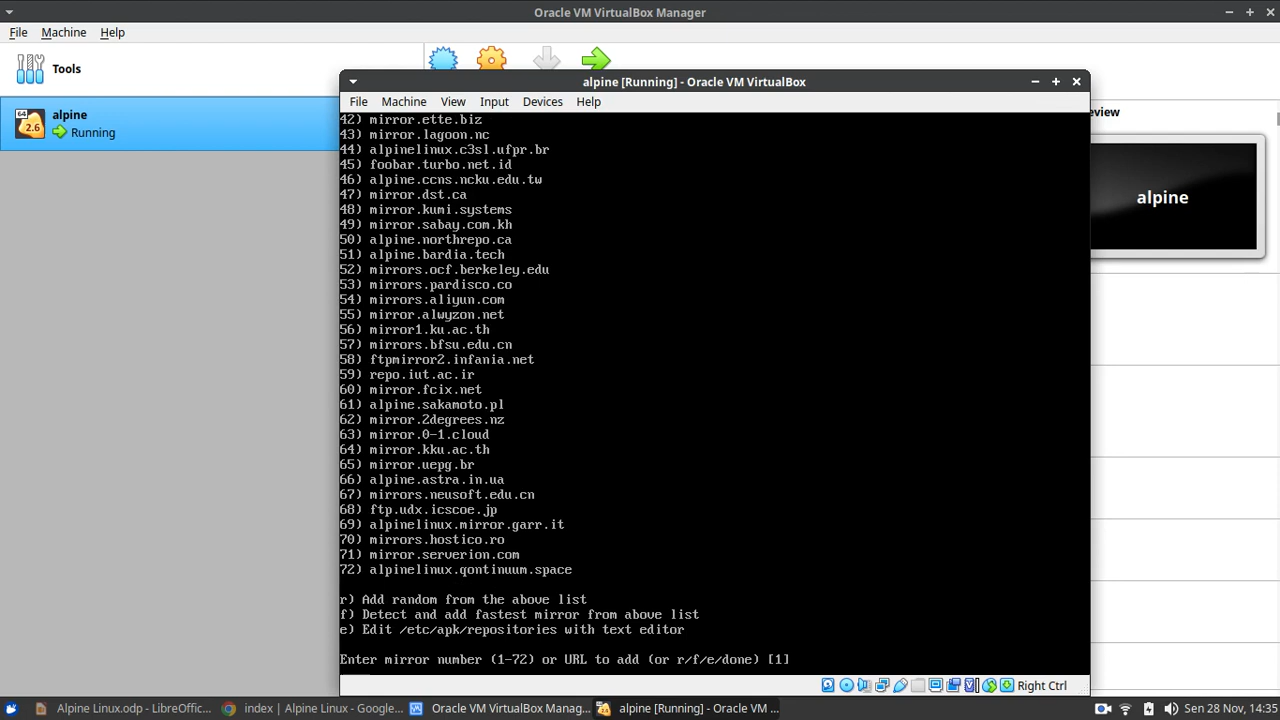 Oracle VM VirtualBox Manager
File Machine Help
Tools
64
2.6
alpine
Running
alpine [Running] - Oracle VM VirtualBox
File Machine View Input Devices Help
eview
alpine
42) mirror.ette.biz
43) mirror.lagoon.nc
44) alpinelinux.c3sl.ufpr.br
45) foobar.turbo.net.id
46) alpine.ccns.ncku.edu.tw
47) mirror.dst.ca
48) mirror.kumi.systems
49) mirror.sabay.com.kh
50) alpine.northrepo.ca
51) alpine.bardia.tech
52) mirrors.ocf.berkeley.edu
53) mirrors.pardisco.co
54) mirrors.aliyun.com
55) mirror.alwyzon.net
56) mirror1.ku.ac.th
57) mirrors.bfsu.edu.cn
58) ftpmirror2.infania.net
59) repo.iut.ac.ir
60) mirror.fcix.net
61) alpine.sakamoto.pl
62) mirror.2degrees.nz
63) mirror.0-1.cloud
64) mirror.kku.ac.th
65) mirror.uepg.br
66) alpine.astra.in.ua
67) mirrors.neusoft.edu.cn
68) ftp.udx.icscoe.jp
69) alpinelinux.mirror.garr.it
70) mirrors.hostico.ro
71) mirror.serverion.com
72) alpinelinux.qontinuum.space
r) Add random from the above list
f) Detect and add fastest mirror from above list
e) Edit /etc/apk/repositories with text editor
Enter mirror number (1-72) or URL to add (or r/f/e/done) [1]
Right Ctrl
Alpine Linux.odp - LibreOffic... index | Alpine Linux - Google... Oracle VM VirtualBox Manag... alpine [Running] - Oracle VM ... Sen 28 Nov, 14:35